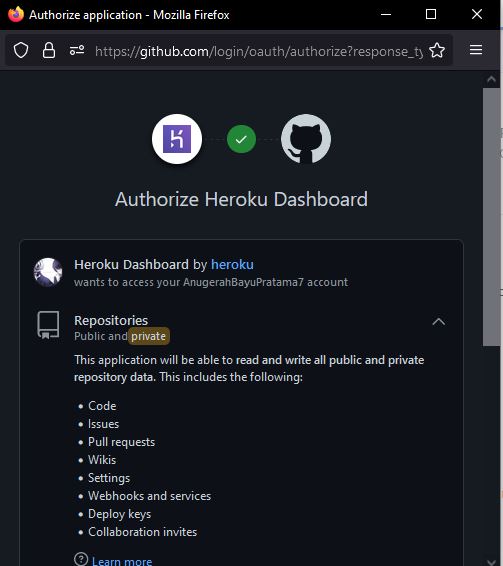 Authorize application - Mozilla Firefox
https://github.com/login/oauth/authorize?response_ty
Authorize Heroku Dashboard
Heroku Dashboard by heroku
wants to access your AnugerahBayuPratama7 account
Repositories
Public and private
This application will be able to read and write all public and private
repository data. This includes the following:
• Code
• Issues
• Pull requests
• Wikis
• Settings
• Webhooks and services
• Deploy keys
• Collaboration invites
Learn more